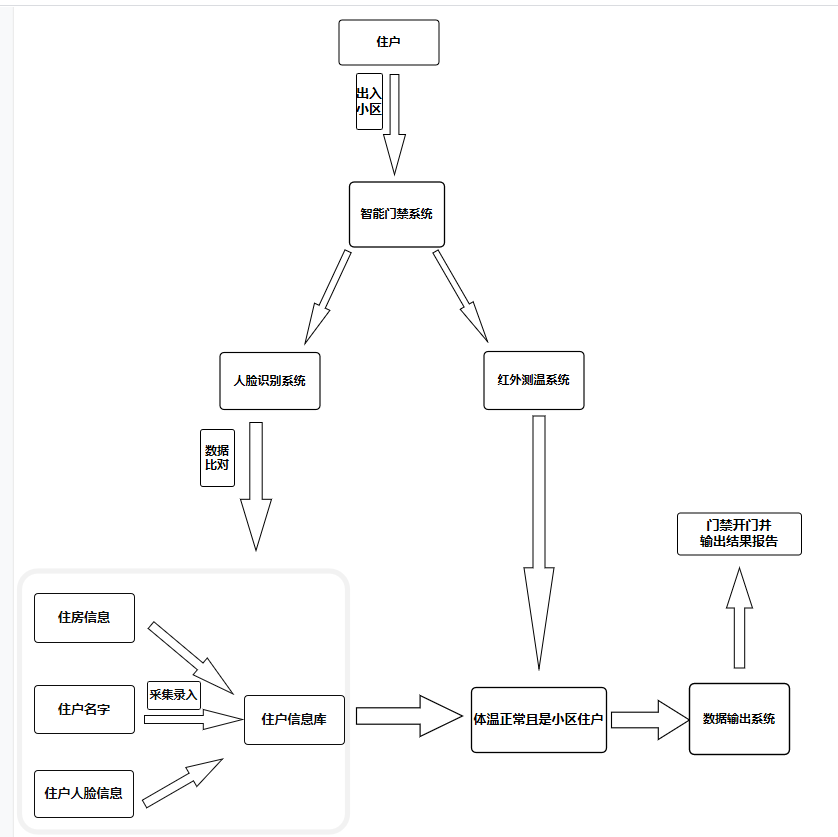 住户
出入
小区
智能门禁系统
人脸识别系统
红外测温系统
数据
比对
门禁开门并
输出结果报告
住房信息
采集录入
住户名字
住户信息库
体温正常且是小区住户
数据输出系统
住户人脸信息